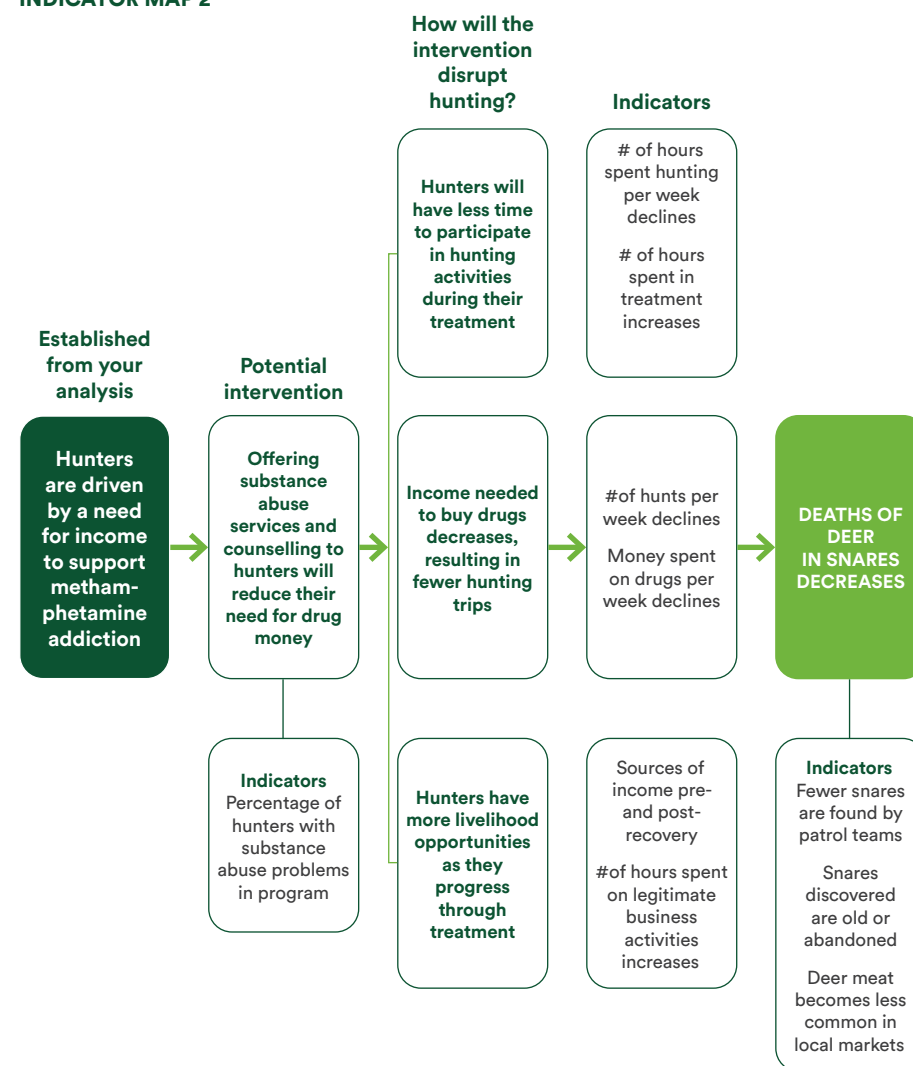 INDICATOR MAP 2
How will the
intervention
disrupt
hunting?
Indicators
Hunters will
have less time
to participate
in hunting
activities
during their
treatment
# of hours
spent hunting
per week
declines
# of hours
spent in
treatment
increases
Established
from your
analysis
Potential
intervention
Hunters
are driven
by a need
for income
to support
metham-
phetamine
addiction
Offering
substance
abuse
services and
counselling to
hunters will
reduce their
need for drug
money
Income needed
to buy drugs
decreases,
resulting in
fewer hunting
trips
#of hunts per
week declines
Money spent
on drugs per
week declines
DEATHS OF
DEER
IN SNARES
DECREASES
Indicators
Percentage of
hunters with
substance
abuse problems
in program
Hunters have
more livelihood
opportunities
as they
progress
through
treatment
Sources of
income pre-
and post-
recovery
#of hours spent
on legitimate
business
activities
increases
Indicators
Fewer snares
are found by
patrol teams
Snares
discovered
are old or
abandoned
Deer meat
becomes less
common in
local markets